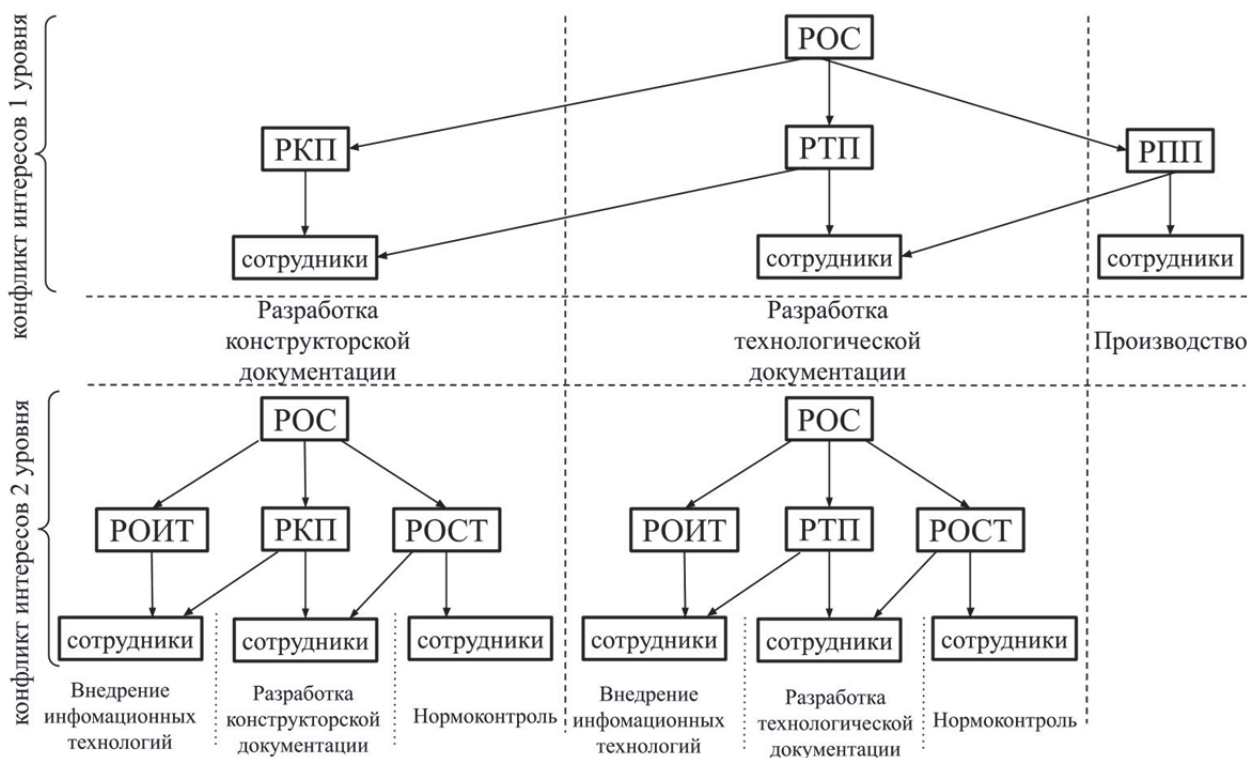 конфликт интересов 1 уровня
РОС
РКП
РТП
РПП
сотрудники
сотрудники
сотрудники
Разработка
конструкторской
документации
Разработка
технологической
документации
Производство
конфликт интересов 2 уровня
РОС
РОИТ
РКП
РОСТ
сотрудники
сотрудники
сотрудники
Внедрение
инфомационных
технологий
Разработка
конструкторской
документации
Нормоконтроль
РОС
РОИТ
РТП
РОСТ
сотрудники
сотрудники
сотрудники
Внедрение
инфомационных
технологий
Разработка
технологической
документации
Нормоконтроль